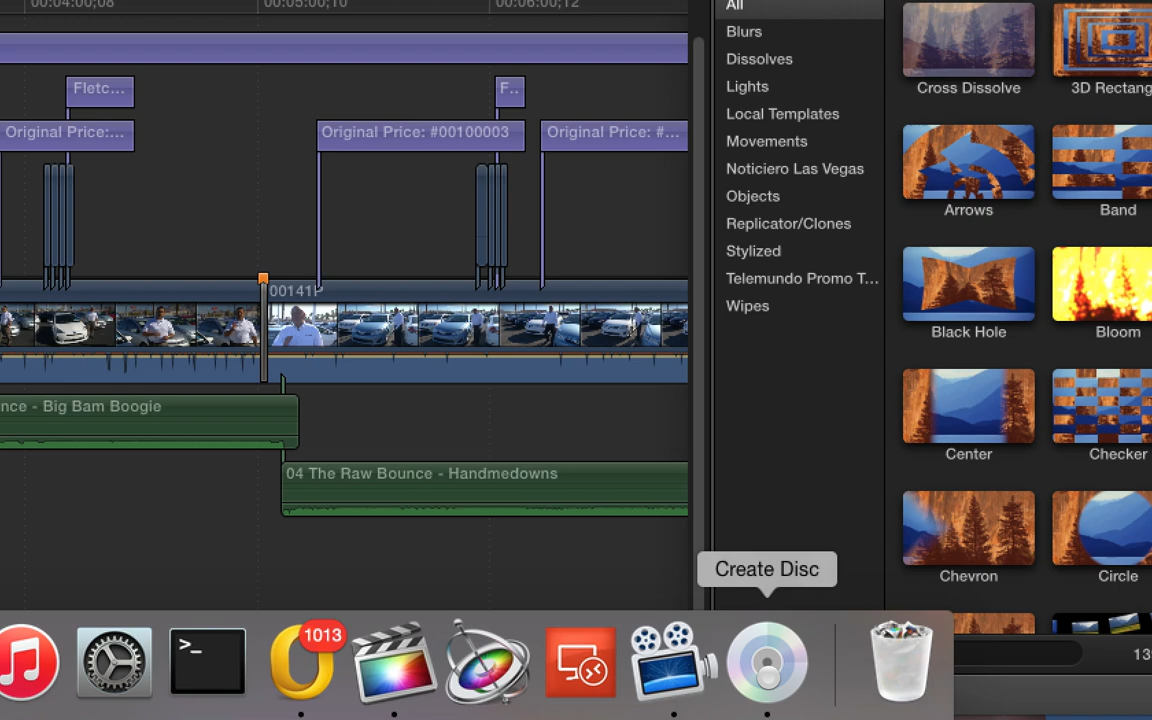 00:04:00;08
00:05:00;10
00:06:00;12
Fletc...
F..
Original Price:...
Original Price: #00100003
Original Price: #...
00141P
nce - Big Bam Boogie
04 The Raw Bounce - Handmedowns
All
Blurs
Dissolves
Lights
Local Templates
Movements
Noticiero Las Vegas
Objects
Replicator/Clones
Stylized
Telemundo Promo T...
Wipes
Cross Dissolve
3D Rectang
Arrows
Band
Black Hole
Bloom
Center
Checker
Chevron
Circle
Create Disc
>_
1013
13